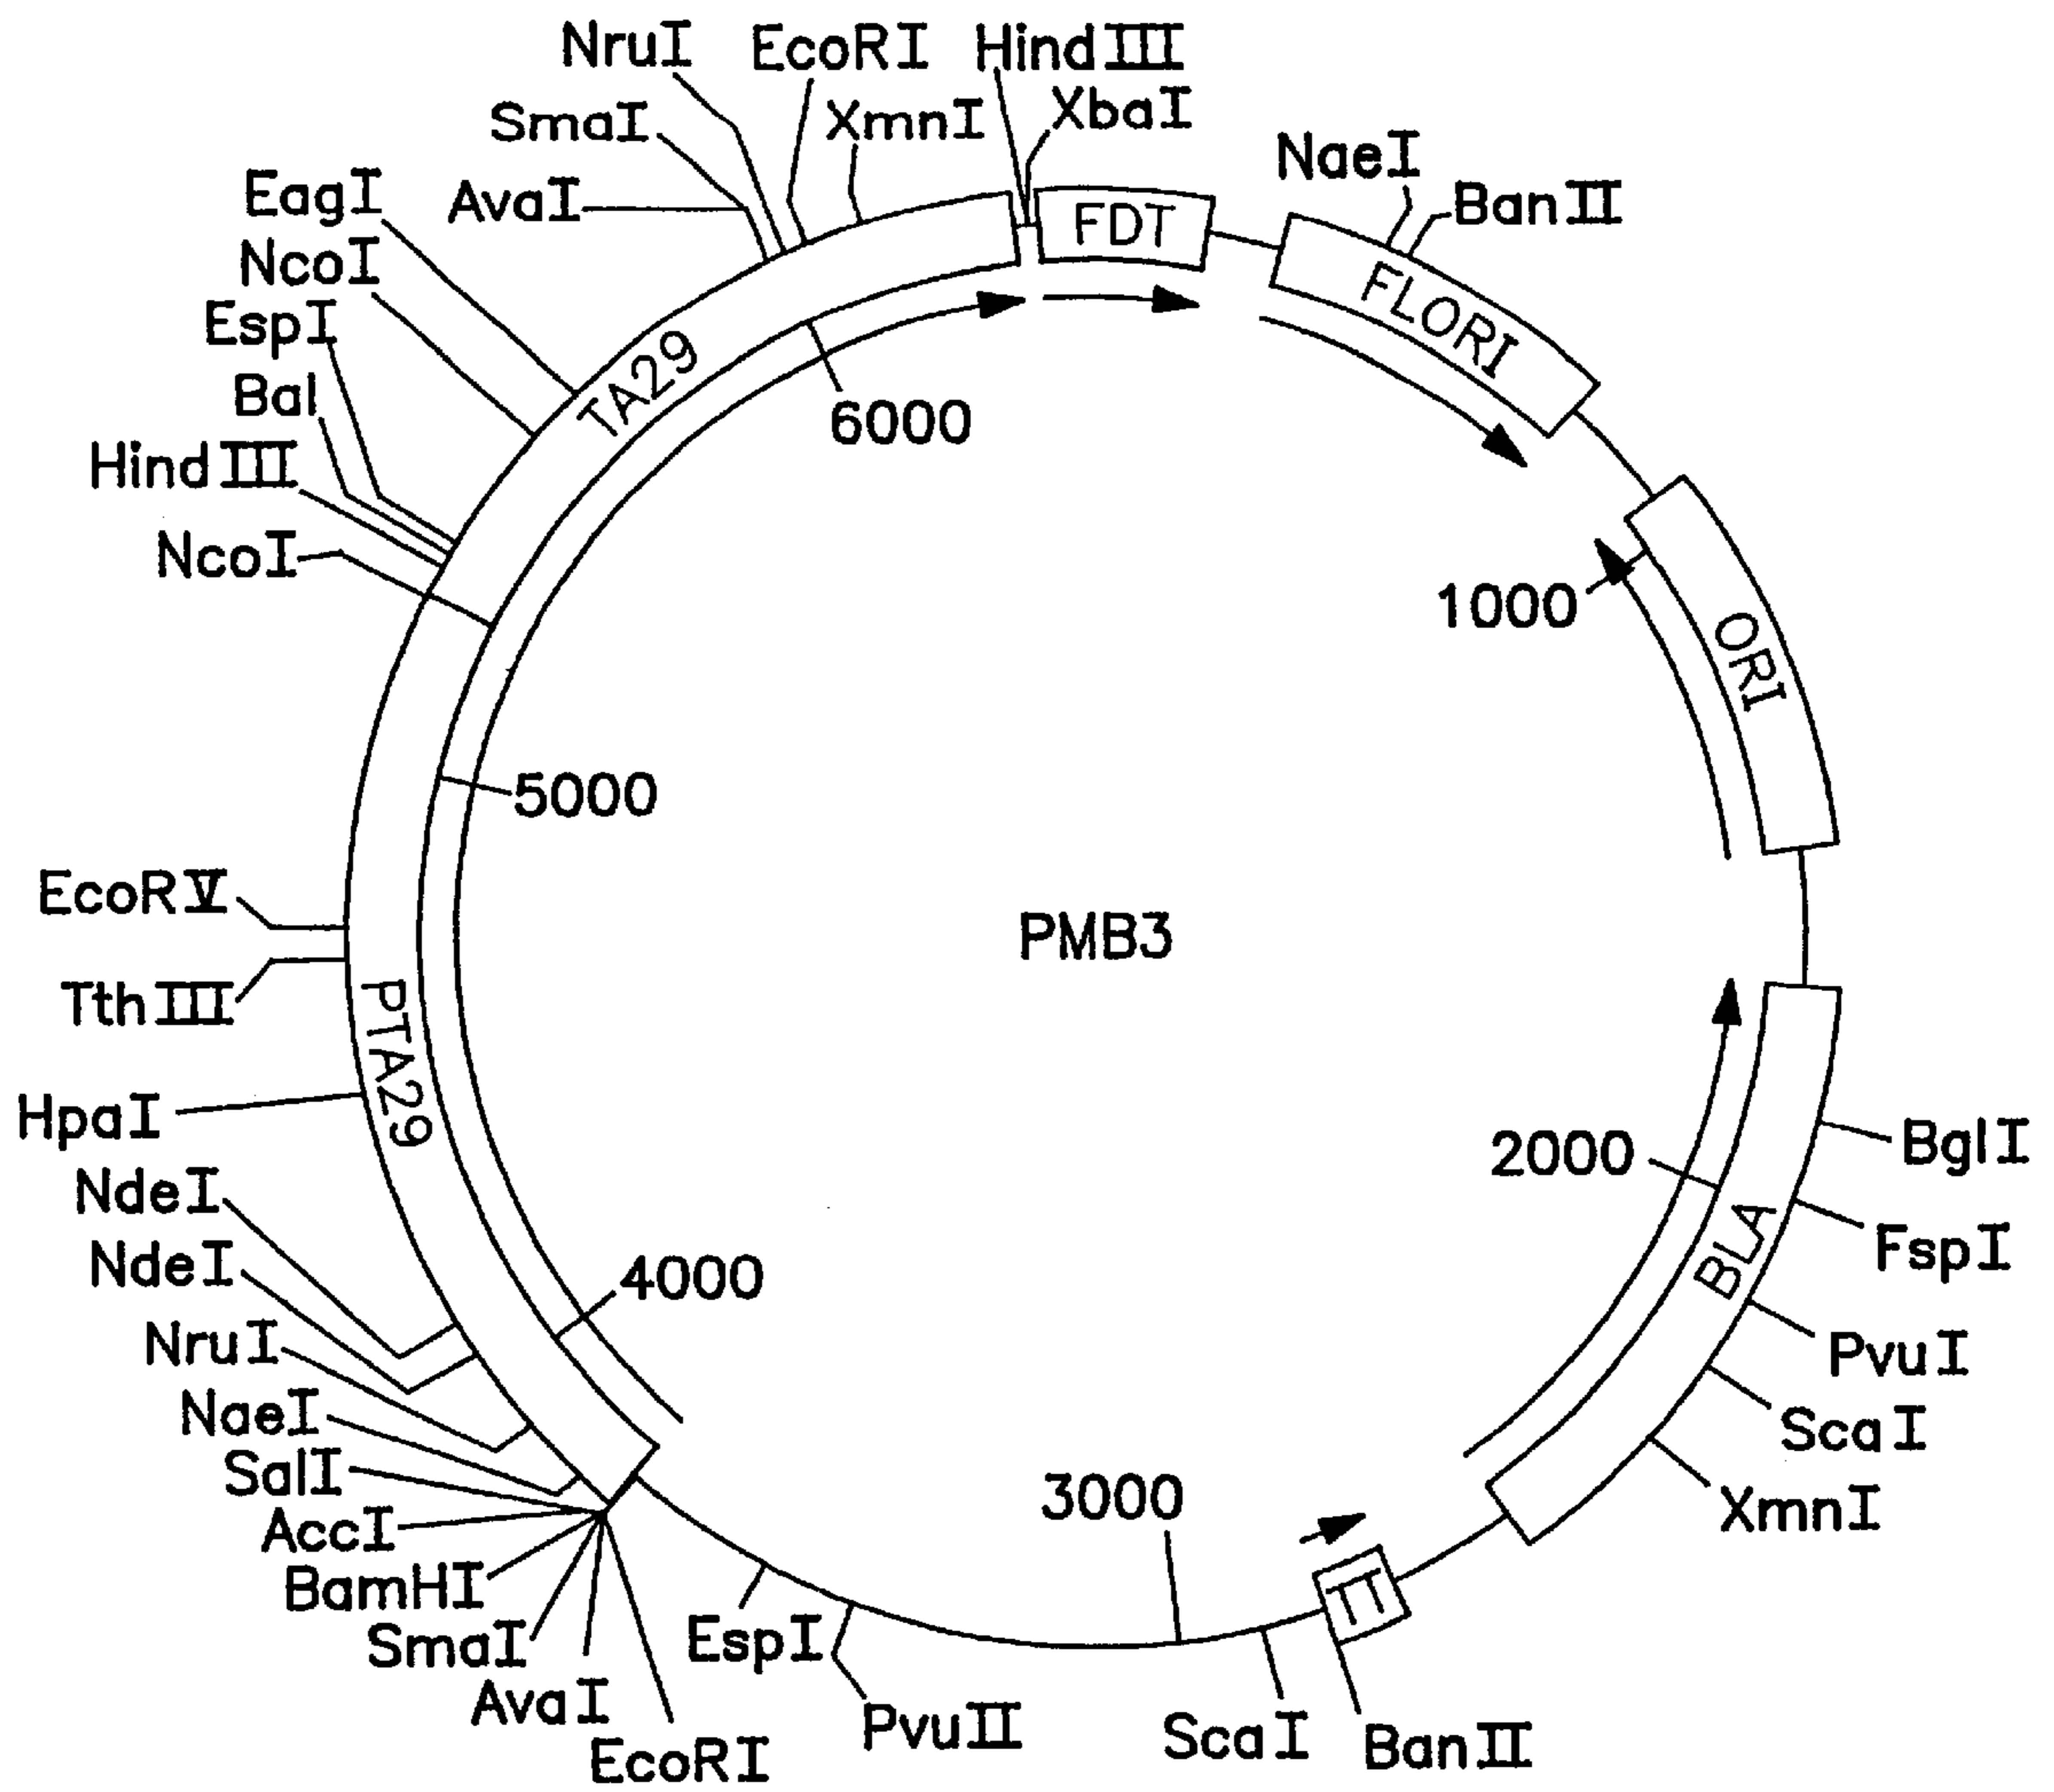 NruI
EcoRI
HindIII
SmaI
XmnI
XbaI
NaeI
BanII
EagI
AvaI
NcoI
EspI
BalI
HindIII
NcoI
FDT
FLORI
TA29
6000
1000
ORI
5000
EcoRV
TthIII
PMB3
PTA29
HpaI
2000
BglI
NdeI
FspI
BLA
NdeI
4000
PvuI
NruI
NaeI
ScaI
SalI
XmnI
AccI
3000
BamHI
TT
SmaI
EspI
AvaI
PvuII
ScaI
BanII
EcoRI